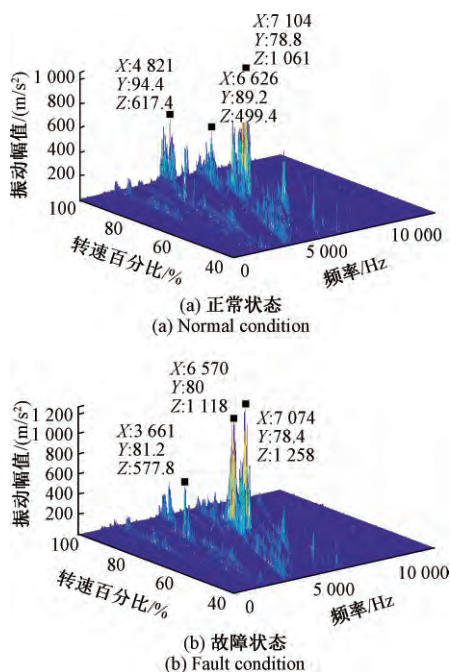 X:7 104
Y:78.8
Z:1 061
X:4 821
Y:94.4
Z:617.4
X:6 626
Y:89.2
Z:499.4
振动幅值/(m/s²)
1 000
800
600
400
200
100
80
60
40
转速百分比/%
0
5 000
10 000
频率/Hz
(a) 正常状态
(a) Normal condition
X:6 570
Y:80
Z:1 118
X:3 661
Y:81.2
Z:577.8
X:7 074
Y:78.4
Z:1 258
振动幅值/(m/s²)
1 200
1 000
800
600
400
200
100
80
60
40
转速百分比/%
0
5 000
10 000
频率/Hz
(b) 故障状态
(b) Fault condition